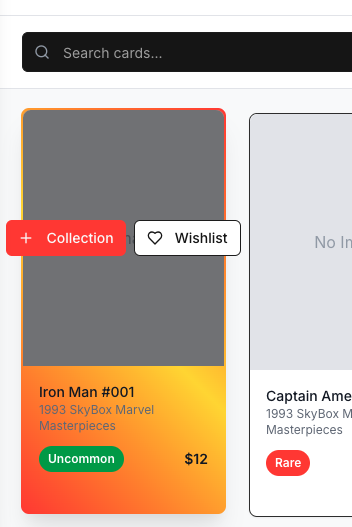 Search cards...
Collection
Wishlist
No Im
Iron Man #001
1993 SkyBox Marvel
Masterpieces
Uncommon
$12
Captain Ame
1993 SkyBox M
Masterpieces
Rare